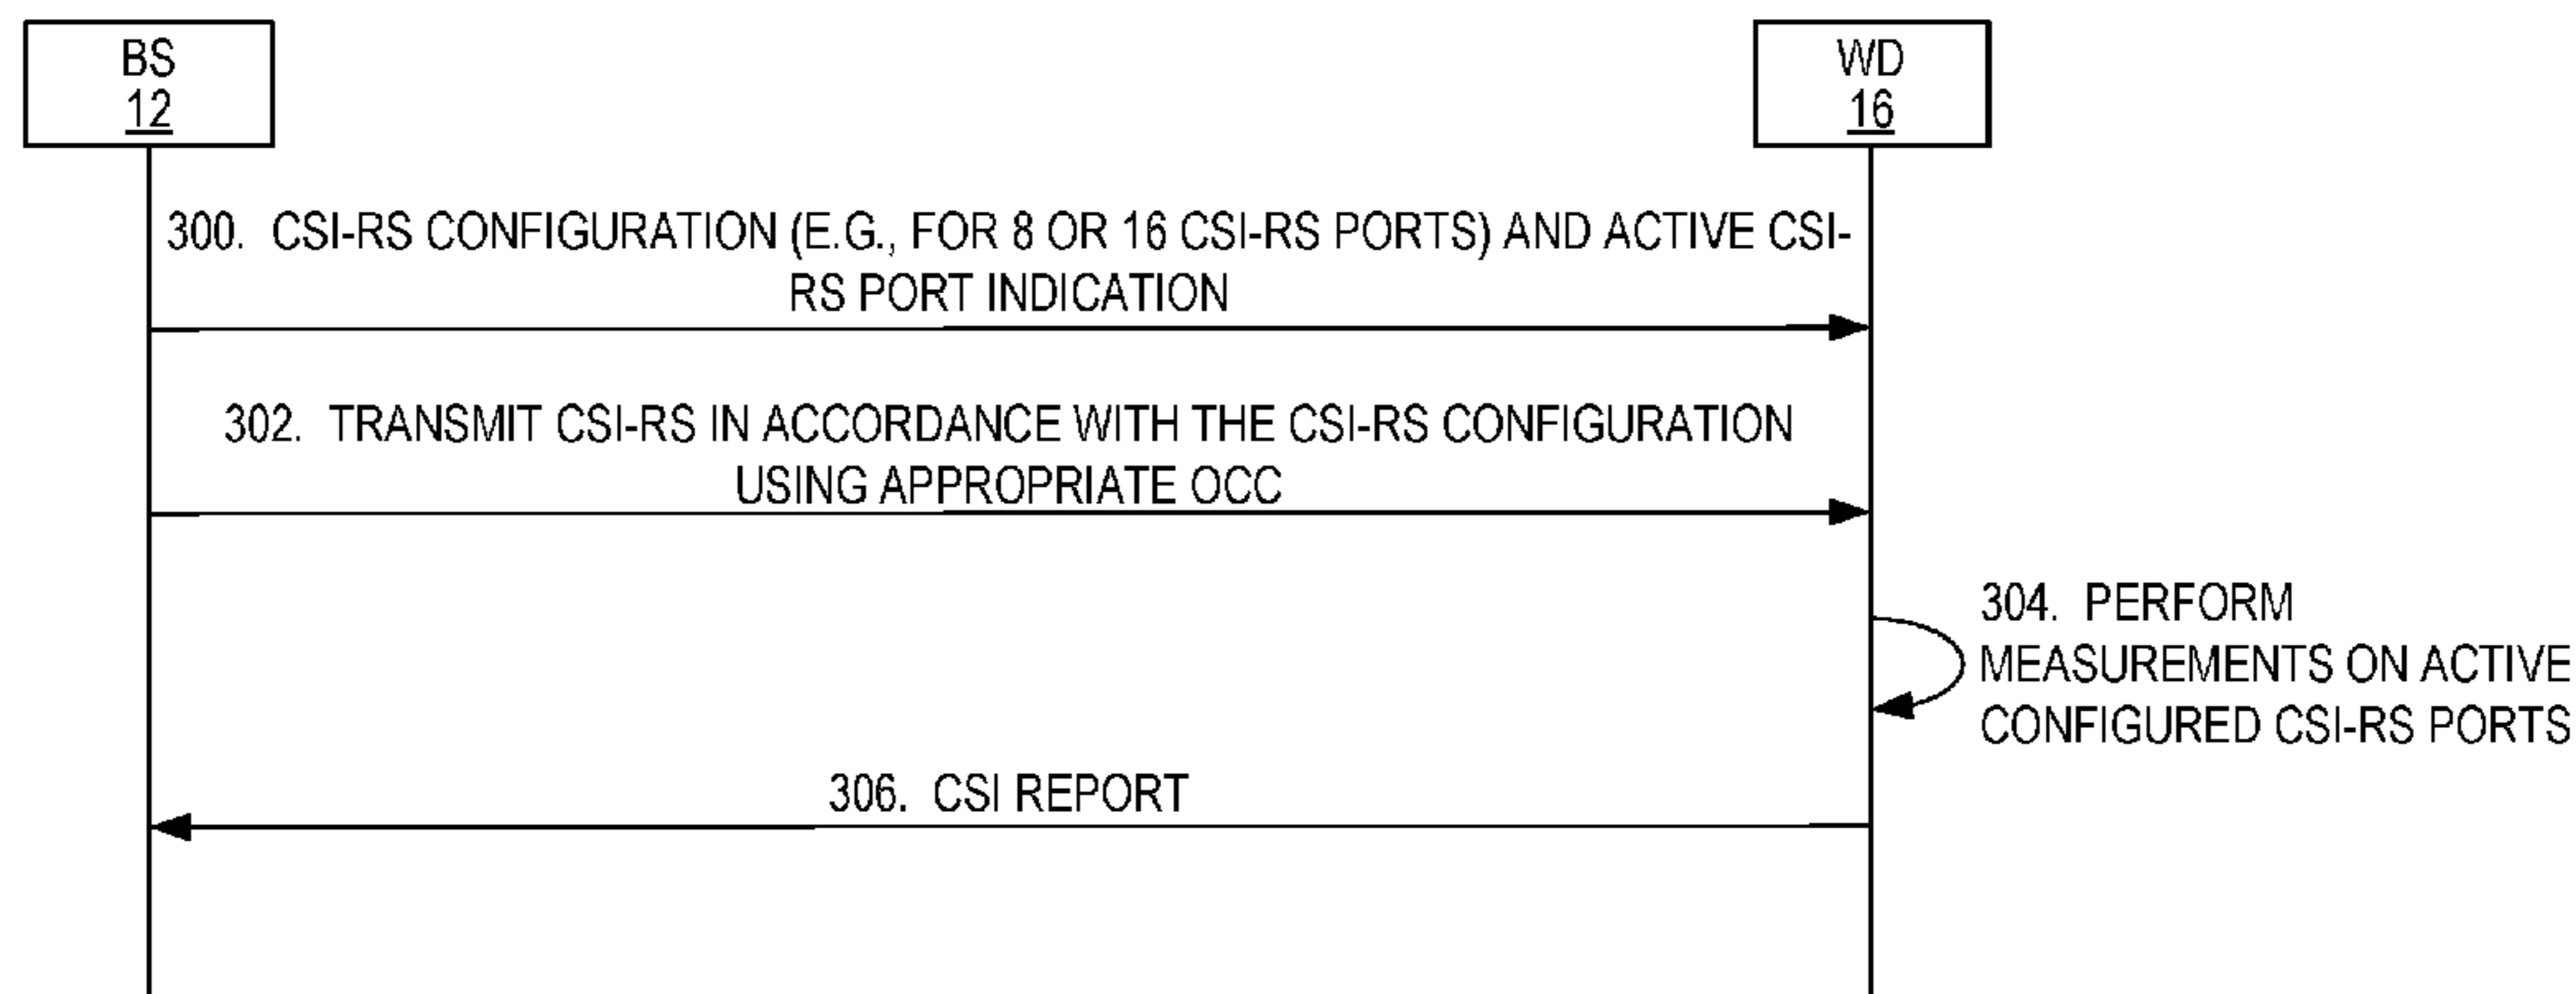 BS
12
WD
16
300. CSI-RS CONFIGURATION (E.G., FOR 8 OR 16 CSI-RS PORTS) AND ACTIVE CSI-
RS PORT INDICATION
302. TRANSMIT CSI-RS IN ACCORDANCE WITH THE CSI-RS CONFIGURATION
USING APPROPRIATE OCC
304. PERFORM
MEASUREMENTS ON ACTIVE
CONFIGURED CSI-RS PORTS
306. CSI REPORT